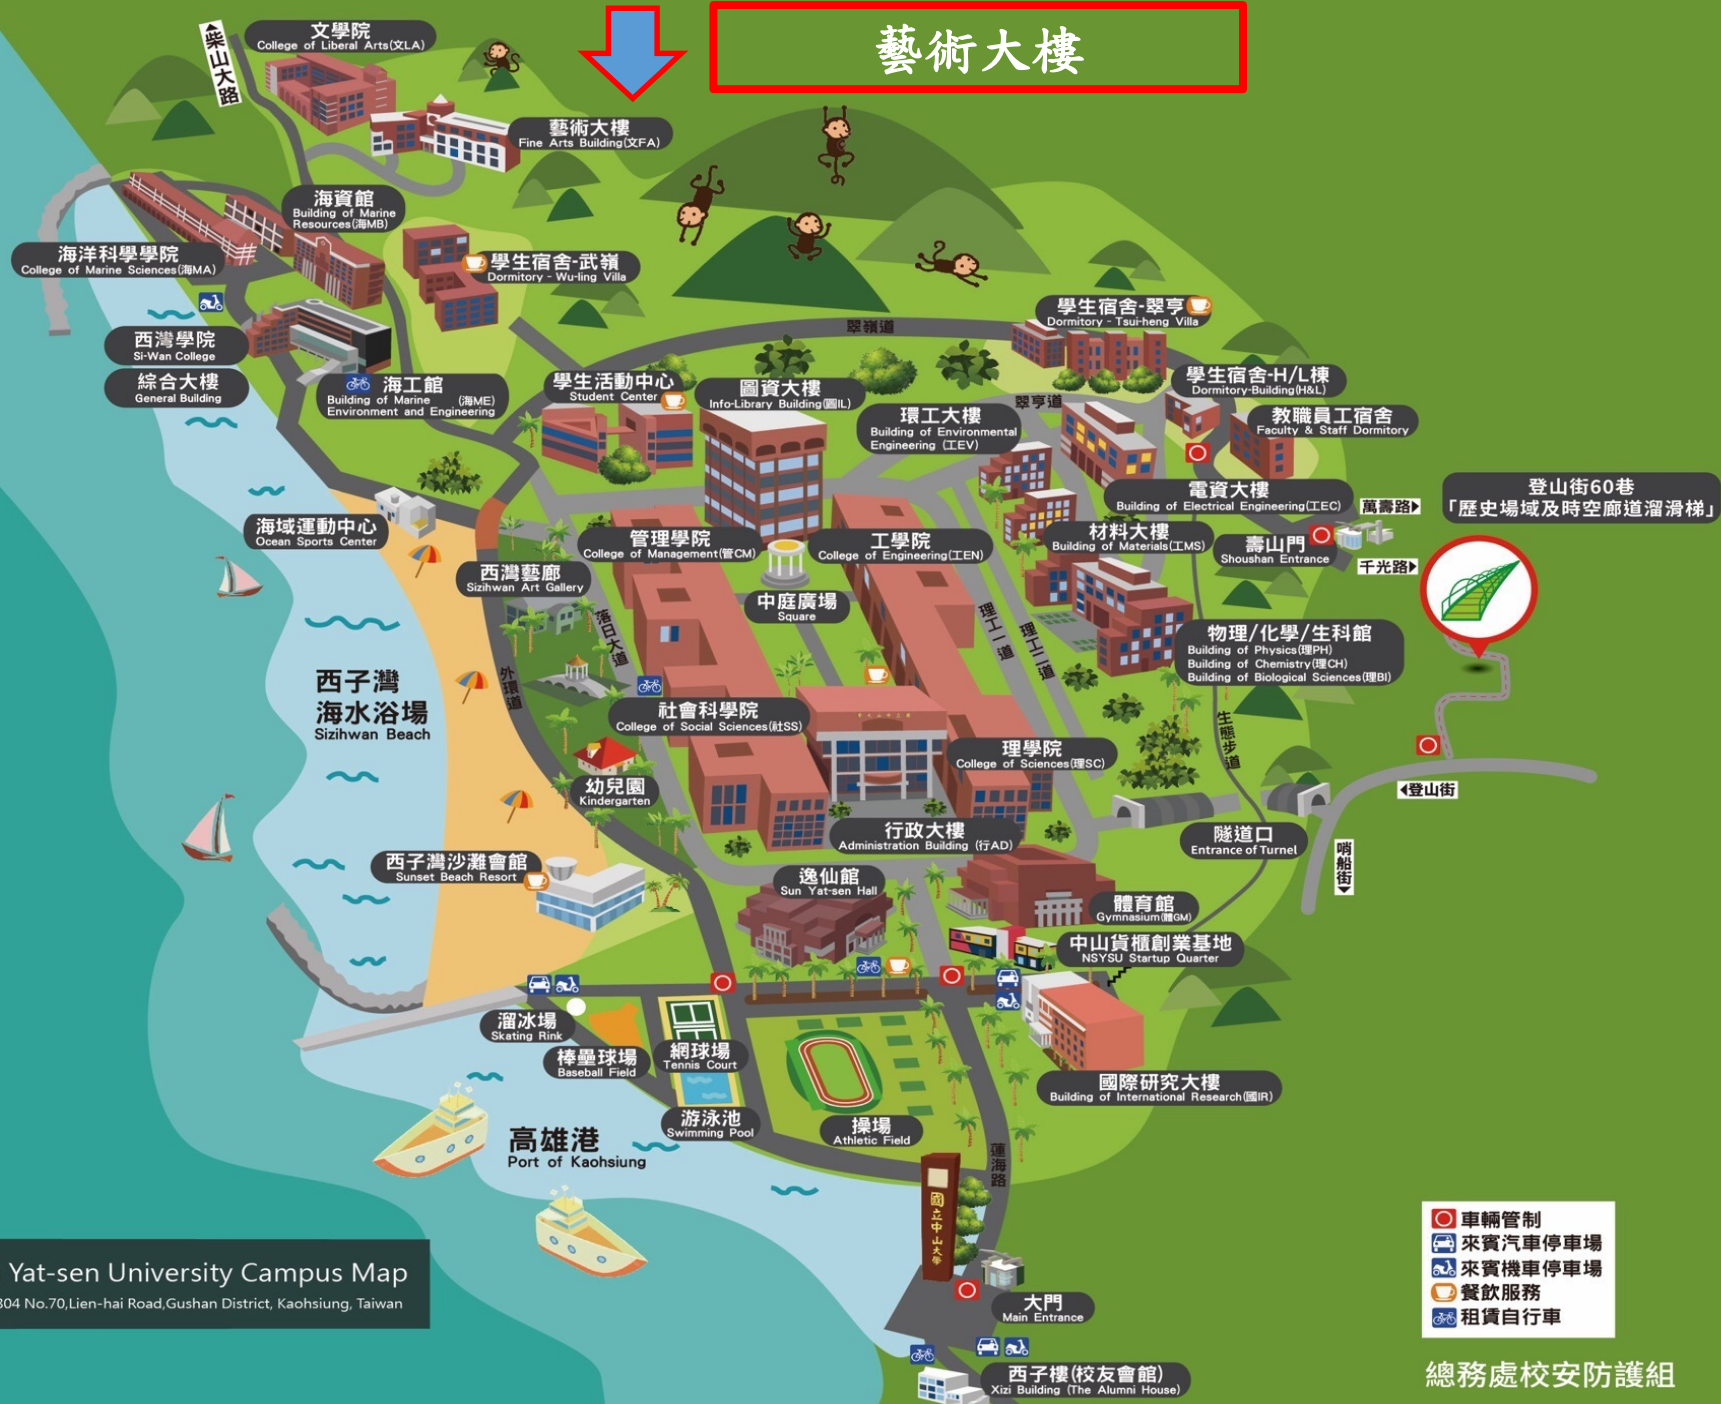 藝術大樓
文學院
College of Liberal Arts(文LA)
柴山大路
藝術大樓
Fine Arts Building(文FA)
海資館
Building of Marine
Resources(海MB)
海洋科學學院
College of Marine Sciences(海MA)
學生宿舍-武嶺
Dormitory - Wu-ling Villa
西灣學院
Si-Wan College
綜合大樓
General Building
海工館
Building of Marine (海ME)
Environment and Engineering
學生活動中心
Student Center
圖資大樓
Info-Library Building(圖IL)
翠嶺道
學生宿舍-翠亨
Dormitory - Tsui-heng Villa
學生宿舍-H/L棟
Dormitory-Building(H&L)
翠亨道
環工大樓
Building of Environmental
Engineering (工EV)
教職員工宿舍
Faculty & Staff Dormitory
電資大樓
Building of Electrical Engineering(工EC)
萬壽路
登山街60巷
「歷史場域及時空廊道溜滑梯」
海域運動中心
Ocean Sports Center
管理學院
College of Management(管CM)
工學院
College of Engineering(工EN)
材料大樓
Building of Materials(工MS)
壽山門
Shoushan Entrance
千光路
西灣藝廊
Sizihwan Art Gallery
中庭廣場
Square
落日大道
理工一道
理工二道
物理/化學/生科館
Building of Physics(理PH)
Building of Chemistry(理CH)
Building of Biological Sciences(理BI)
外環道
西子灣
海水浴場
Sizihwan Beach
社會科學院
College of Social Sciences(社SS)
理學院
College of Sciences(理SC)
生態步道
幼兒園
Kindergarten
登山街
行政大樓
Administration Building (行AD)
隧道口
Entrance of Tunnel
哨船街
西子灣沙灘會館
Sunset Beach Resort
逸仙館
Sun Yat-sen Hall
體育館
Gymnasium(體GM)
中山貨櫃創業基地
NSYSU Startup Quarter
溜冰場
Skating Rink
棒壘球場
Baseball Field
網球場
Tennis Court
游泳池
Swimming Pool
操場
Athletic Field
國際研究大樓
Building of International Research(國IR)
高雄港
Port of Kaohsiung
蓮海路
國立中山大學
大門
Main Entrance
西子樓(校友會館)
Xizi Building (The Alumni House)
Yat-sen University Campus Map
804 No.70,Lien-hai Road,Gushan District, Kaohsiung, Taiwan
車輛管制
來賓汽車停車場
來賓機車停車場
餐飲服務
租賃自行車
總務處校安防護組